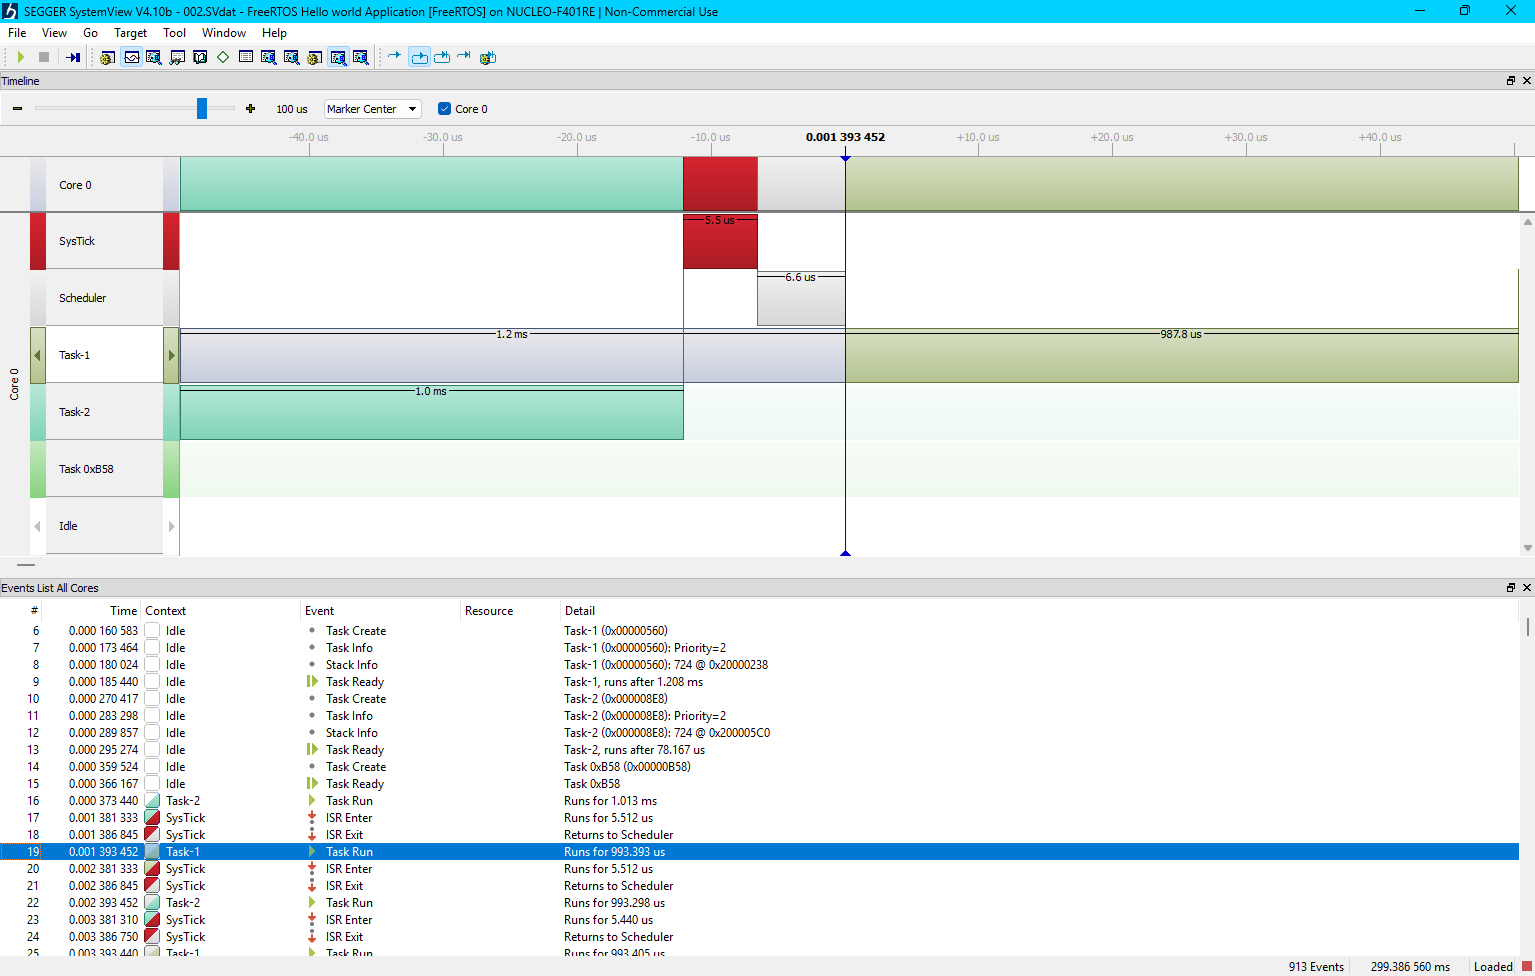 SEGGER SystemView V4.10b - 002.SVdat - FreeRTOS Hello world Application [FreeRTOS] on NUCLEO-F401RE | Non-Commercial Use
File View Go Target Tool Window Help
Timeline
100 us Marker Center Core 0
-40.0 us -30.0 us -20.0 us -10.0 us 0.001 393 452 +10.0 us +20.0 us +30.0 us +40.0 us
Core 0
SysTick 5.5 us
Scheduler 6.6 us
Task-1 1.2 ms 987.8 us
Core 0
Task-2 1.0 ms
Task 0xB58
Idle
Events List All Cores
# Time Context Event Resource Detail
6 0.000 160 583 Idle Task Create Task-1 (0x00000560)
7 0.000 173 464 Idle Task Info Task-1 (0x00000560): Priority=2
8 0.000 180 024 Idle Stack Info Task-1 (0x00000560): 724 @ 0x20000238
9 0.000 185 440 Idle Task Ready Task-1, runs after 1.208 ms
10 0.000 270 417 Idle Task Create Task-2 (0x000008E8)
11 0.000 283 298 Idle Task Info Task-2 (0x000008E8): Priority=2
12 0.000 289 857 Idle Stack Info Task-2 (0x000008E8): 724 @ 0x200005C0
13 0.000 295 274 Idle Task Ready Task-2, runs after 78.167 us
14 0.000 359 524 Idle Task Create Task 0xB58 (0x00000B58)
15 0.000 366 167 Idle Task Ready Task 0xB58
16 0.000 373 440 Task-2 Task Run Runs for 1.013 ms
17 0.001 381 333 SysTick ISR Enter Runs for 5.512 us
18 0.001 386 845 SysTick ISR Exit Returns to Scheduler
19 0.001 393 452 Task-1 Task Run Runs for 993.393 us
20 0.002 381 333 SysTick ISR Enter Runs for 5.512 us
21 0.002 386 845 SysTick ISR Exit Returns to Scheduler
22 0.002 393 452 Task-2 Task Run Runs for 993.298 us
23 0.003 381 310 SysTick ISR Enter Runs for 5.440 us
24 0.003 386 750 SysTick ISR Exit Returns to Scheduler
25 0.003 393 440 Task-1 Task Run Runs for 993.405 us
913 Events 299.386 560 ms Loaded